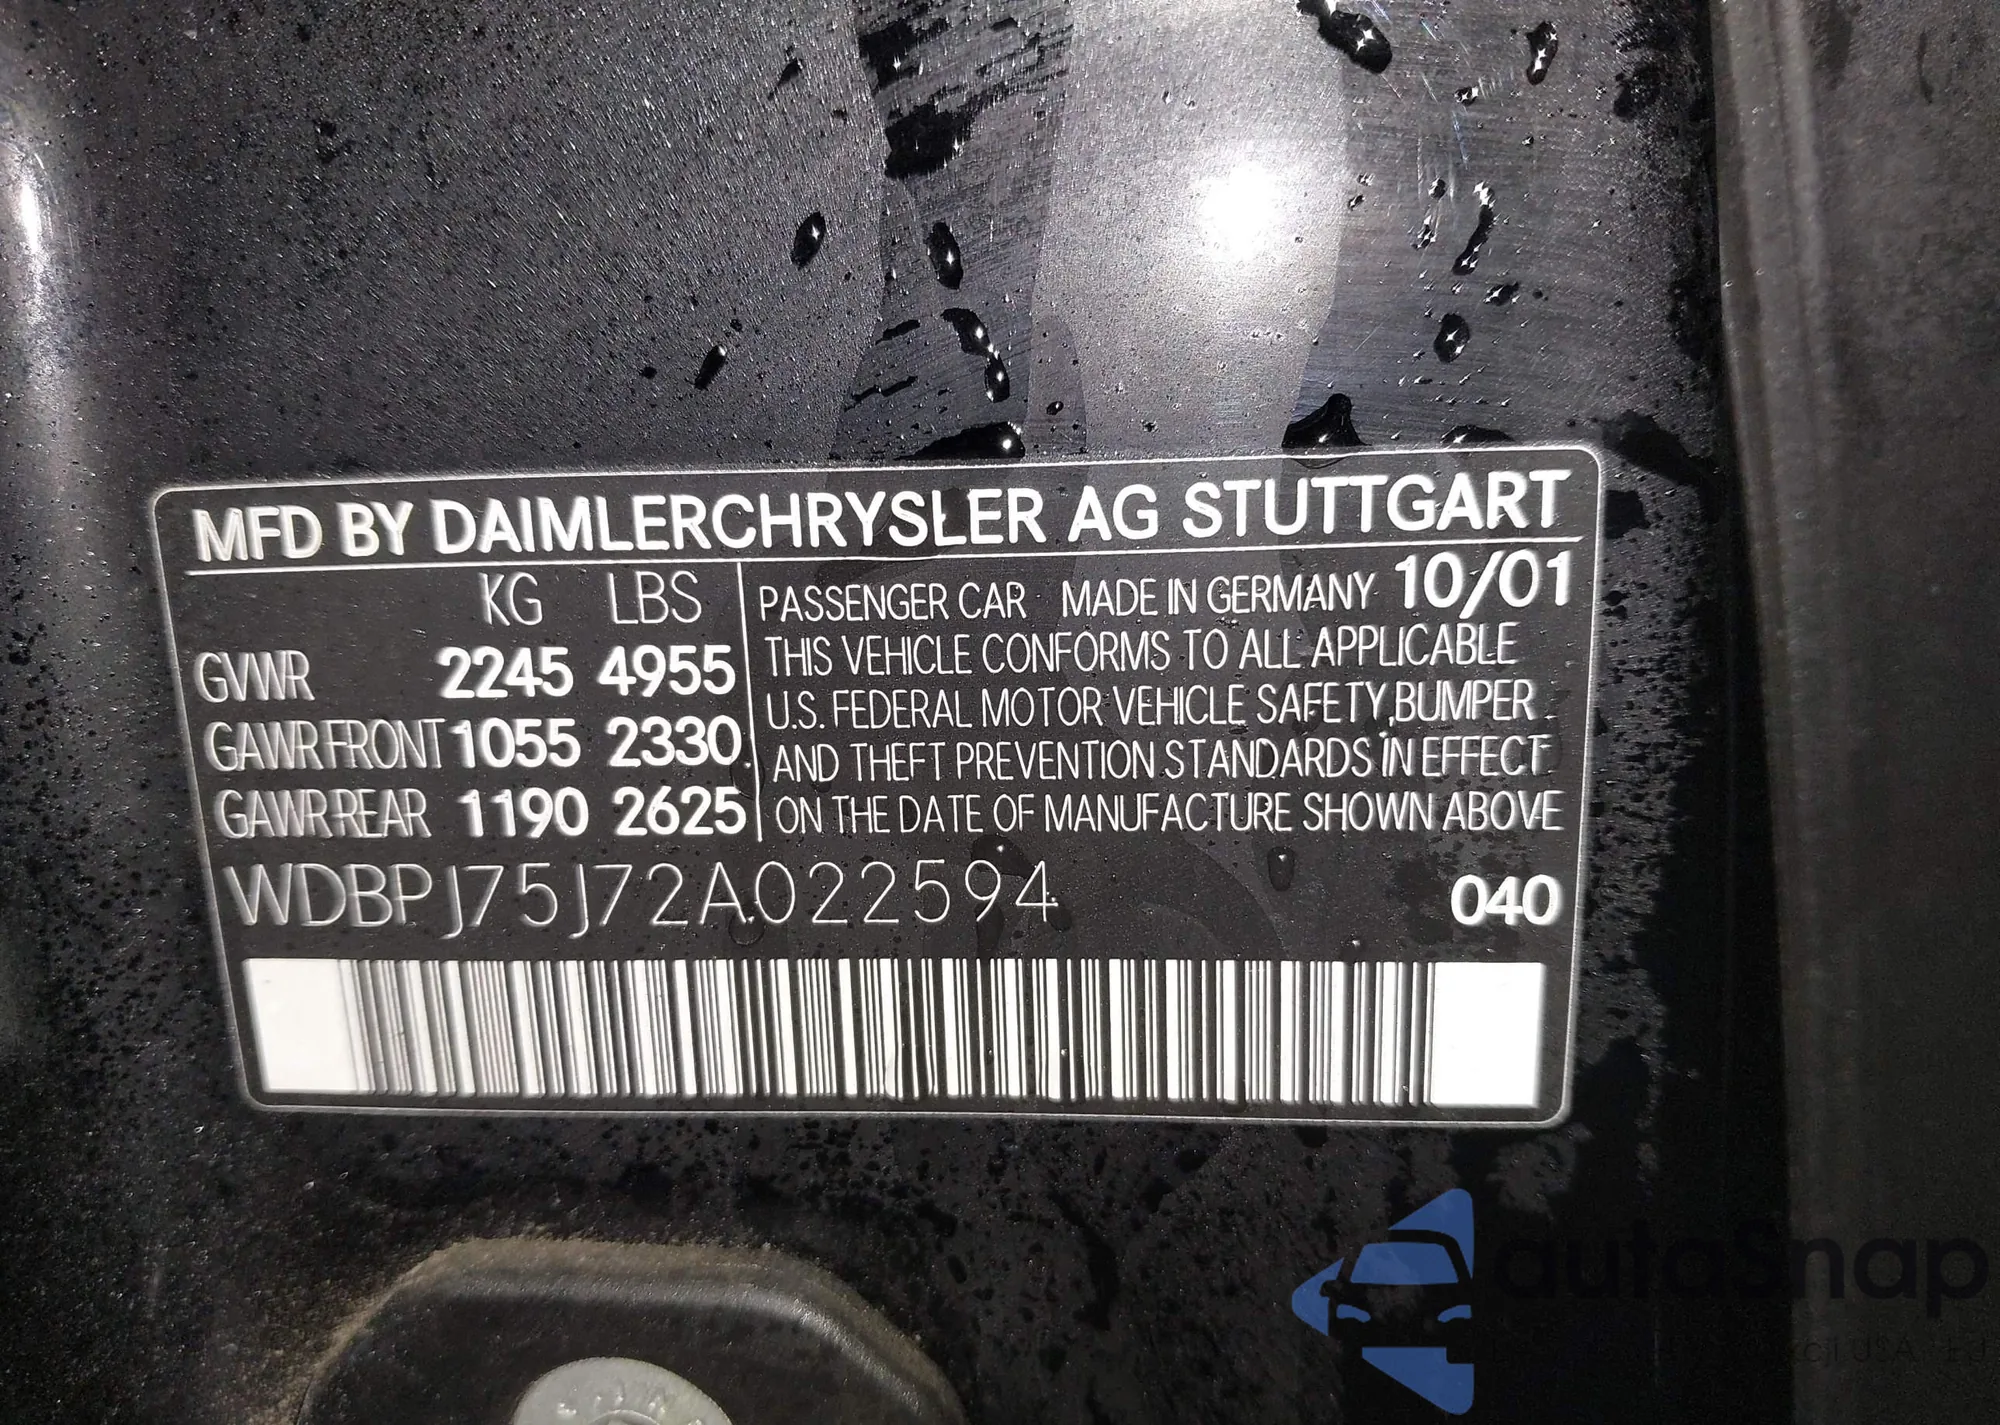 MFD BY DAIMLERCHRYSLER AG STUTTGART
KG LBS
GVWR 2245 4955
GAWR FRONT 1055 2330
GAWR REAR 1190 2625
PASSENGER CAR MADE IN GERMANY 10/01
THIS VEHICLE CONFORMS TO ALL APPLICABLE
U.S. FEDERAL MOTOR VEHICLE SAFETY, BUMPER
AND THEFT PREVENTION STANDARDS IN EFFECT
ON THE DATE OF MANUFACTURE SHOWN ABOVE
WDBPJ75J72A022594 040
autosnap